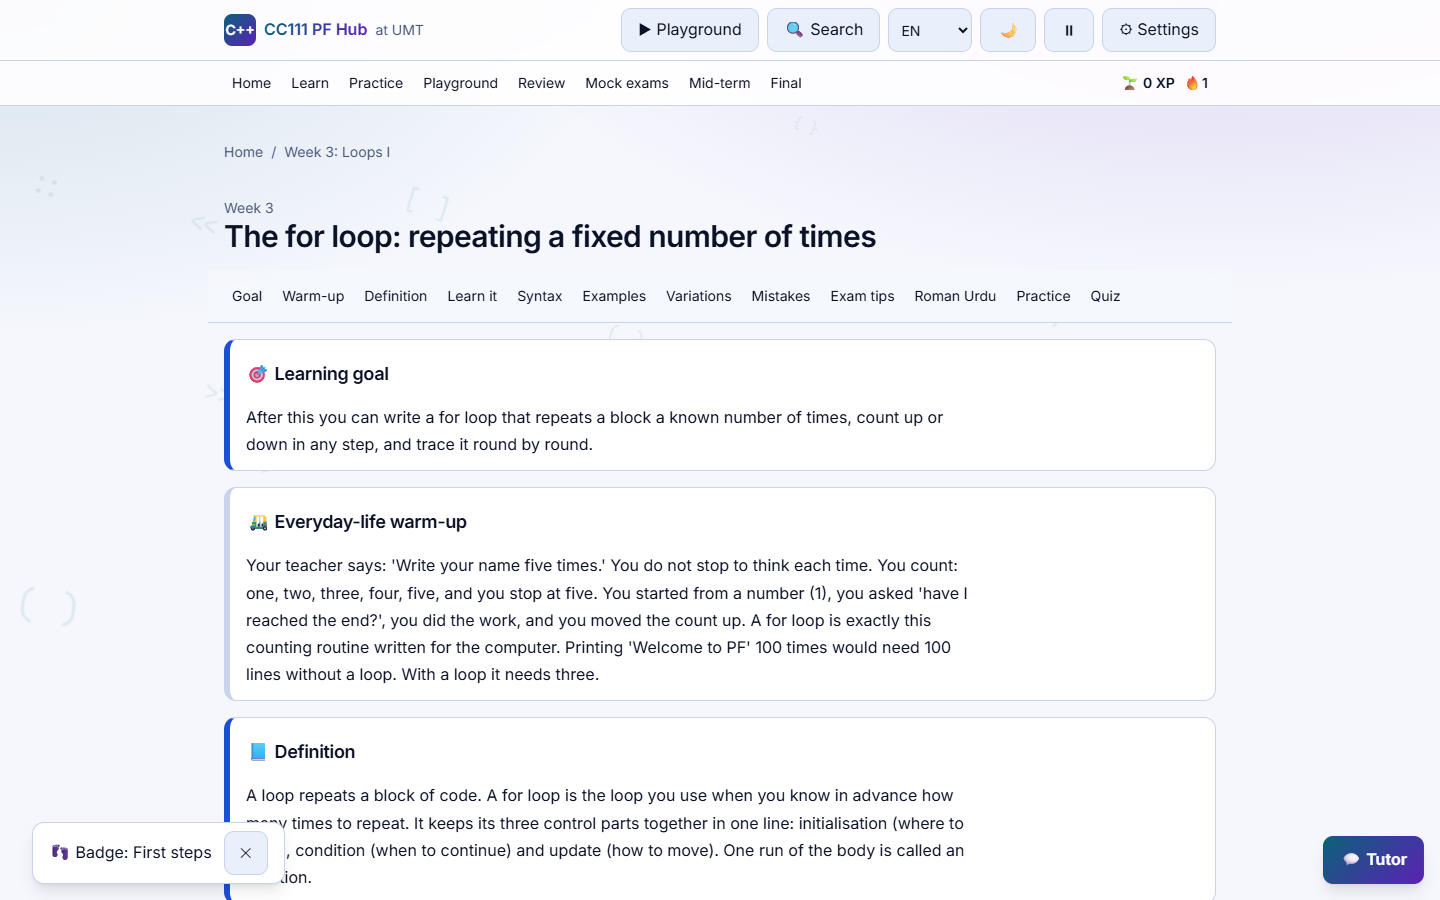 C++ CC111 PF Hub at UMT
▶ Playground
🔍 Search
EN
🌙
⏸
⚙ Settings
Home Learn Practice Playground Review Mock exams Mid-term Final
🌱 0 XP 🔥 1
{ }
Home / Week 3: Loops I
::
[ ]
<<
Week 3
The for loop: repeating a fixed number of times
Goal Warm-up Definition Learn it Syntax Examples Variations Mistakes Exam tips Roman Urdu Practice Quiz
🎯 Learning goal
>>
After this you can write a for loop that repeats a block a known number of times, count up or
down in any step, and trace it round by round.
🛺 Everyday-life warm-up
Your teacher says: 'Write your name five times.' You do not stop to think each time. You count:
one, two, three, four, five, and you stop at five. You started from a number (1), you asked 'have I
( )
reached the end?', you did the work, and you moved the count up. A for loop is exactly this
counting routine written for the computer. Printing 'Welcome to PF' 100 times would need 100
lines without a loop. With a loop it needs three.
📘 Definition
A loop repeats a block of code. A for loop is the loop you use when you know in advance how
times to repeat. It keeps its three control parts together in one line: initialisation (where to
, condition (when to continue) and update (how to move). One run of the body is called an
👣 Badge: First steps ×
💬 Tutor